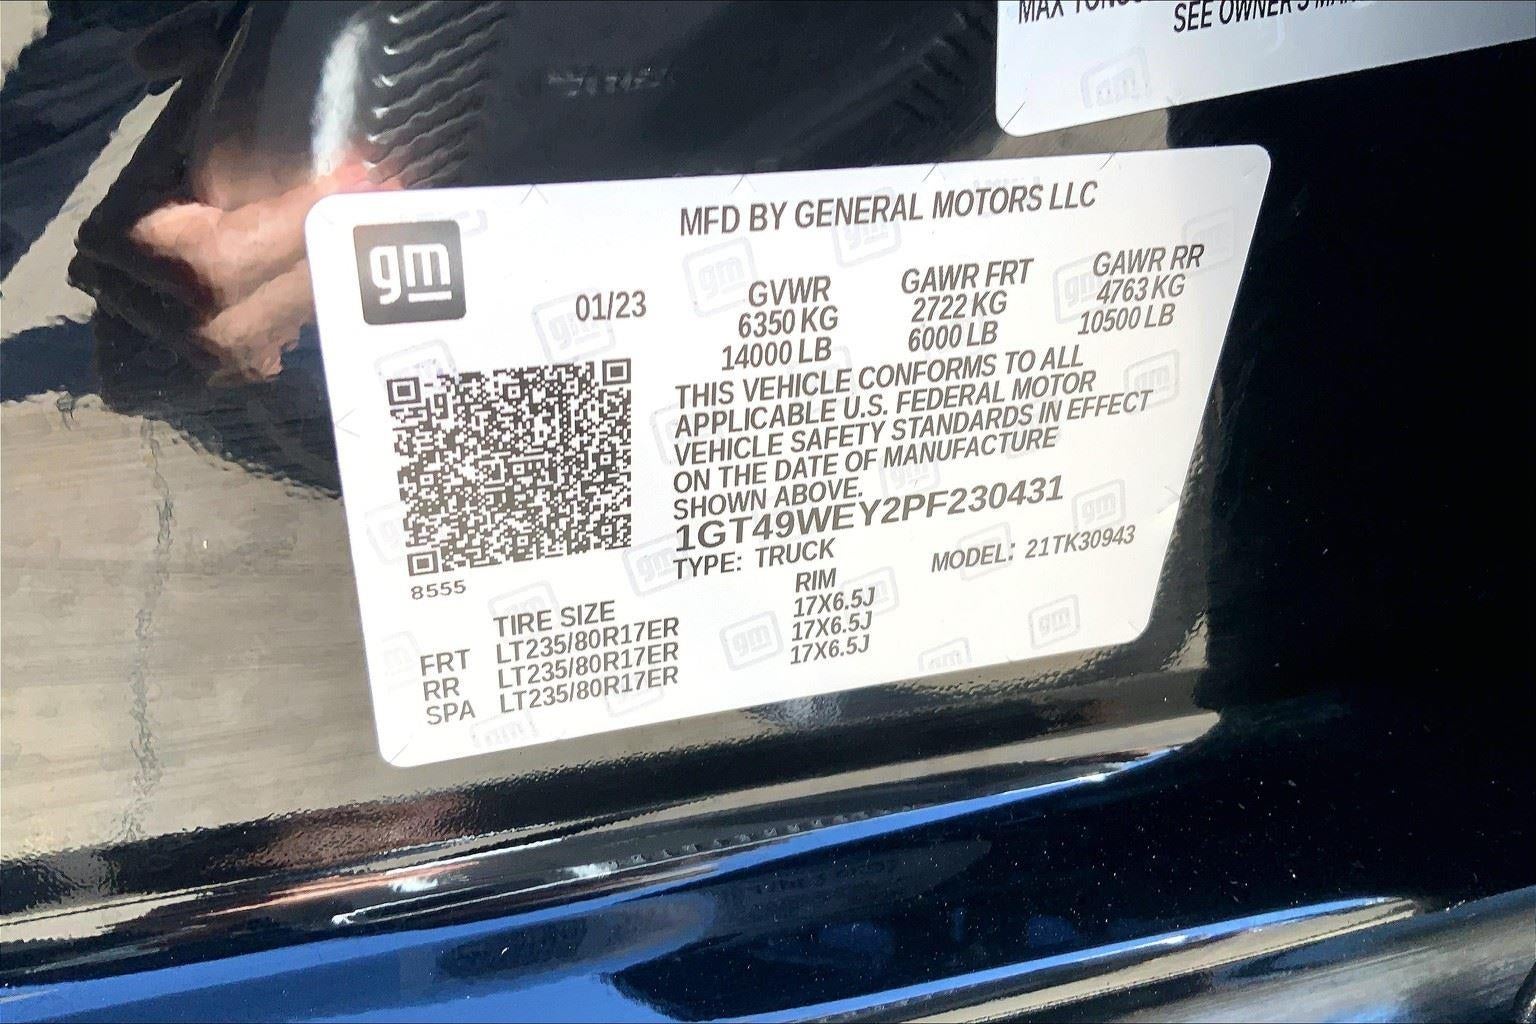 SEE OWNER'S
gm
MFD BY GENERAL MOTORS LLC
01/23
GVWR GAWR FRT GAWR RR
6350 KG 2722 KG 4763 KG
14000 LB 6000 LB 10500 LB
THIS VEHICLE CONFORMS TO ALL
APPLICABLE U.S. FEDERAL MOTOR
VEHICLE SAFETY STANDARDS IN EFFECT
ON THE DATE OF MANUFACTURE
SHOWN ABOVE.
1GT49WEY2PF230431
TYPE: TRUCK MODEL: 21TK30943
8555
TIRE SIZE RIM
FRT LT235/80R17ER 17X6.5J
RR LT235/80R17ER 17X6.5J
SPA LT235/80R17ER 17X6.5J